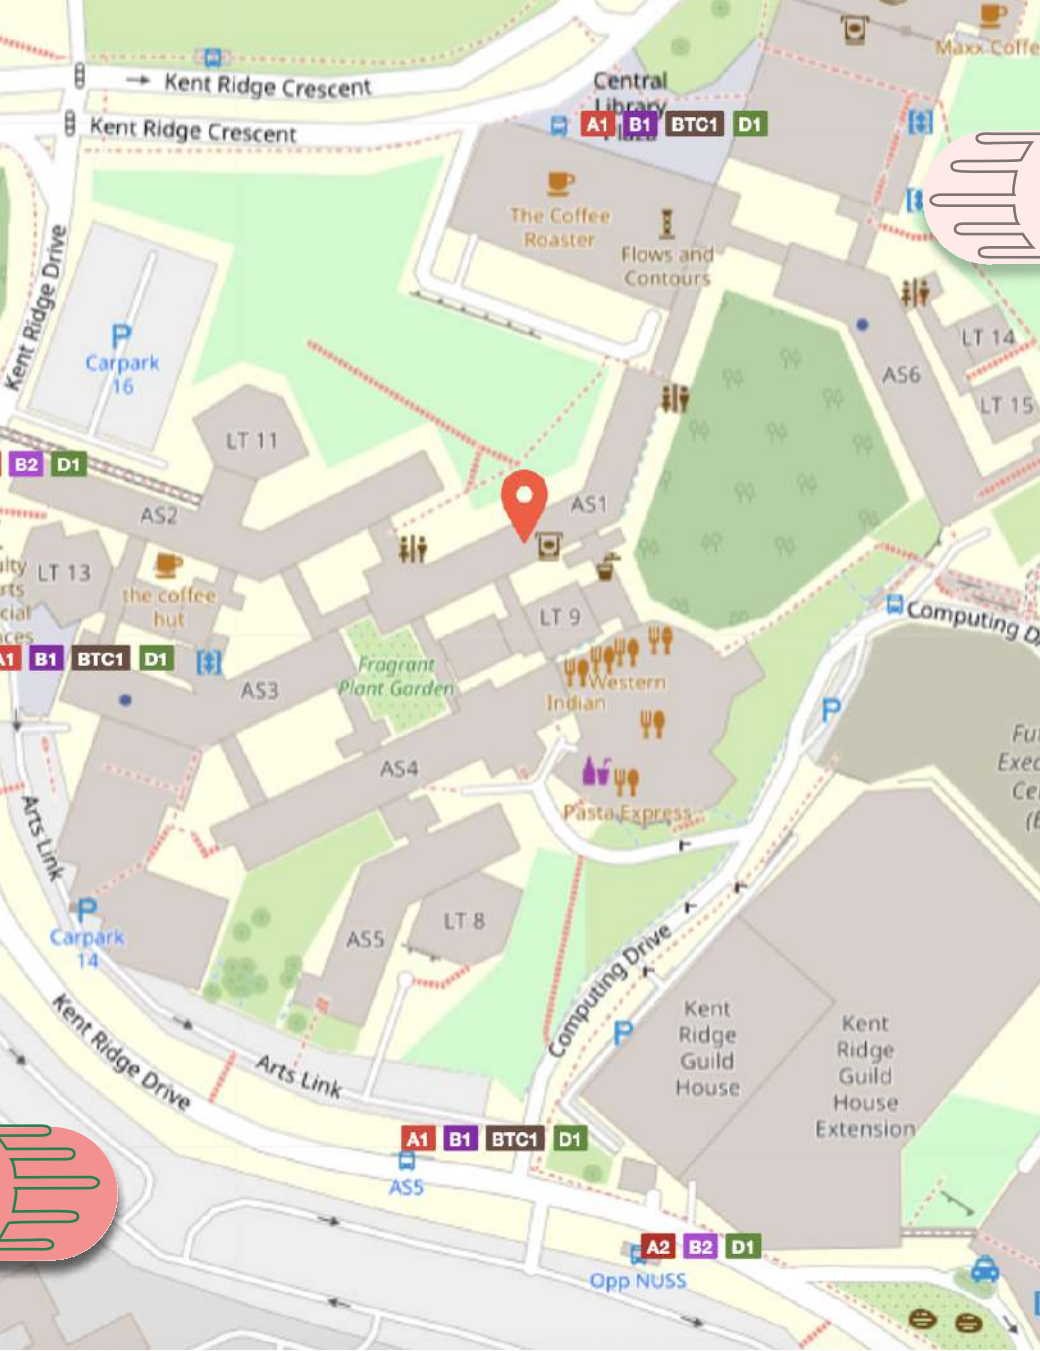 Maxx Coffe
Kent Ridge Crescent
Central
Library
A1 B1 BTC1 D1
Kent Ridge Crescent
The Coffee
Roaster
Flows and
Contours
Kent Ridge Drive
P
Carpark
16
LT 14
AS6
LT 15
LT 11
B2 D1
AS2
AS1
LT 13
the coffee
hut
LT 9
Computing D
A1 B1 BTC1 D1
Fragrant
Plant Garden
Western
Indian
AS3
P
AS4
Pasta Express
Arts Link
P
Carpark
14
AS5
LT 8
Computing Drive
P
Kent
Ridge
Guild
House
Kent
Ridge
Guild
House
Extension
Kent Ridge Drive
Arts Link
A1 B1 BTC1 D1
AS5
A2 B2 D1
Opp NUSS